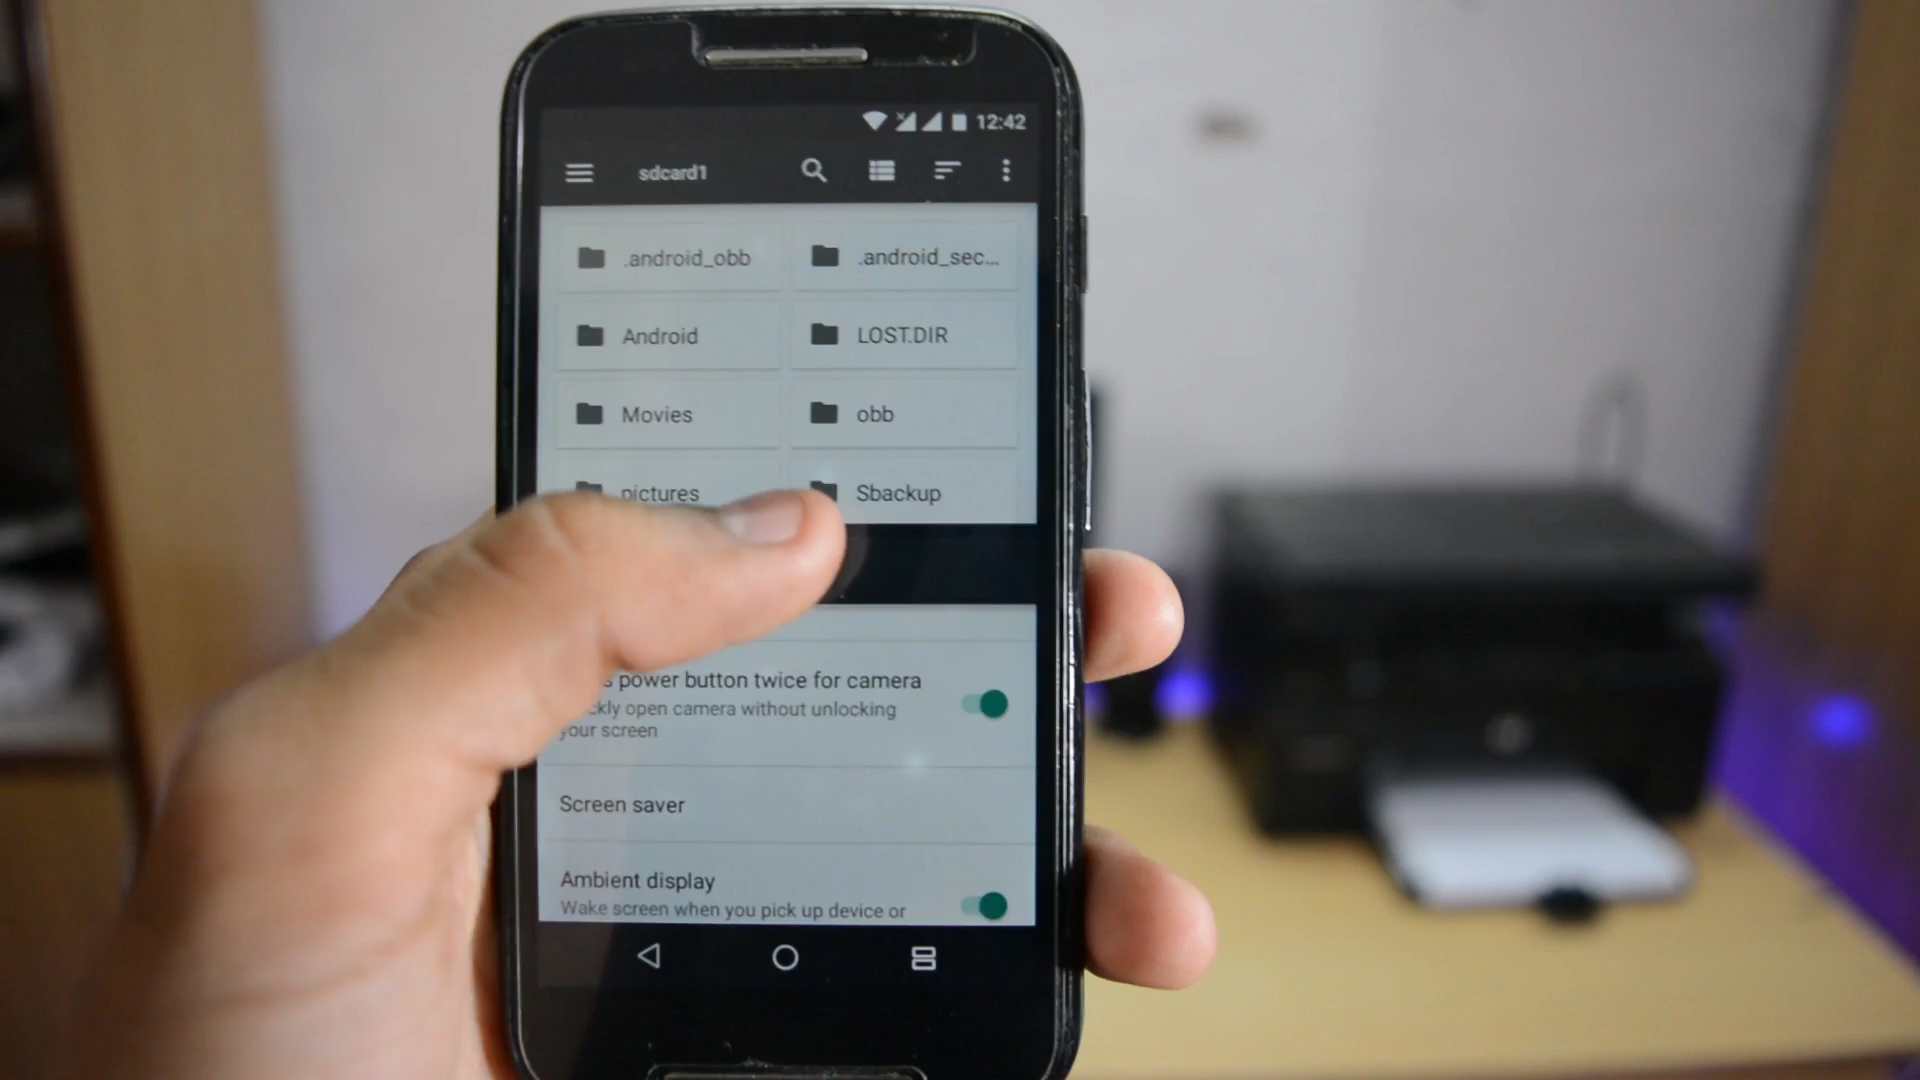 12:42
sdcard1
.android_obb
.android_sec...
Android
LOST.DIR
Movies
obb
pictures
Sbackup
power button twice for camera
open camera without unlocking
your screen
Screen saver
Ambient display
Wake screen when you pick up device or